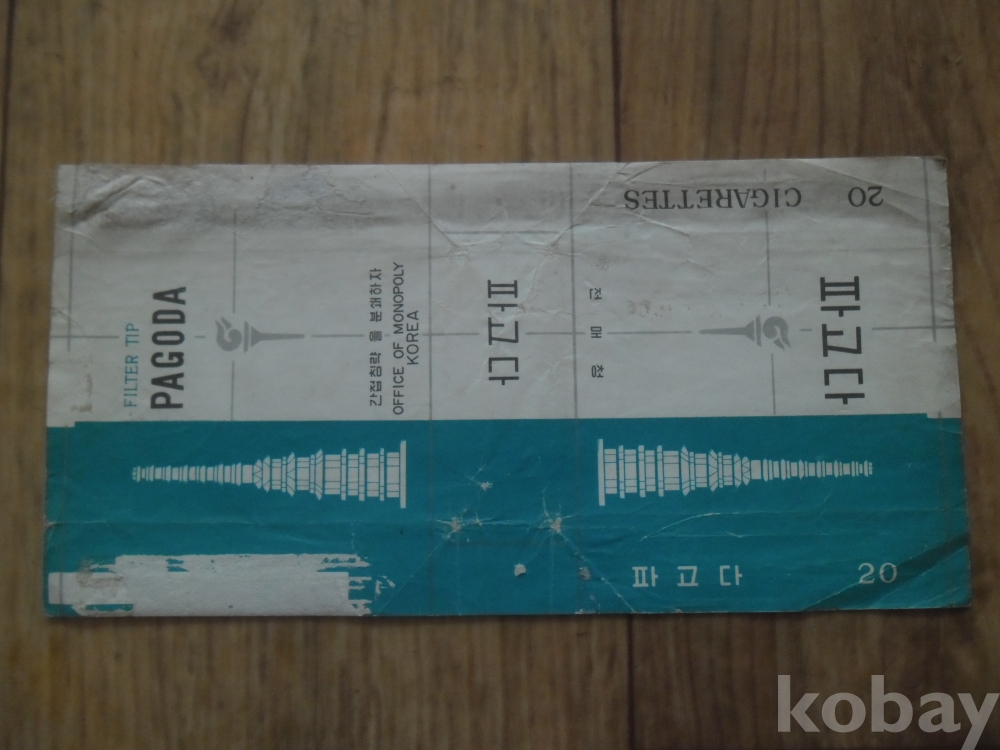 FILTER TIP
PAGODA
간접침략 을 분쇄하자
OFFICE OF MONOPOLY
KOREA
파고다
전매청
20 CIGARETTES
파고다
파고다 20
kobay